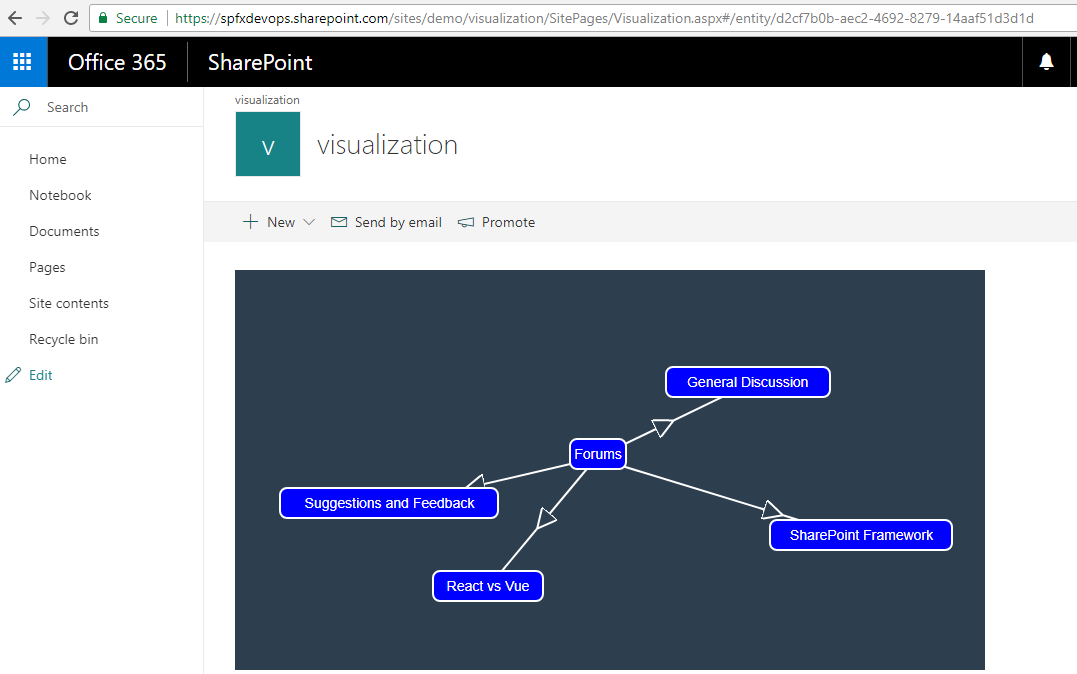 Secure https://spfxdevops.sharepoint.com/sites/demo/visualization/SitePages/Visualization.aspx#/entity/d2cf7b0b-aec2-4692-8279-14aaf51d3d1d
Office 365 SharePoint
Search
Home
Notebook
Documents
Pages
Site contents
Recycle bin
Edit
visualization
V
visualization
New Send by email Promote
General Discussion
Forums
Suggestions and Feedback
SharePoint Framework
React vs Vue